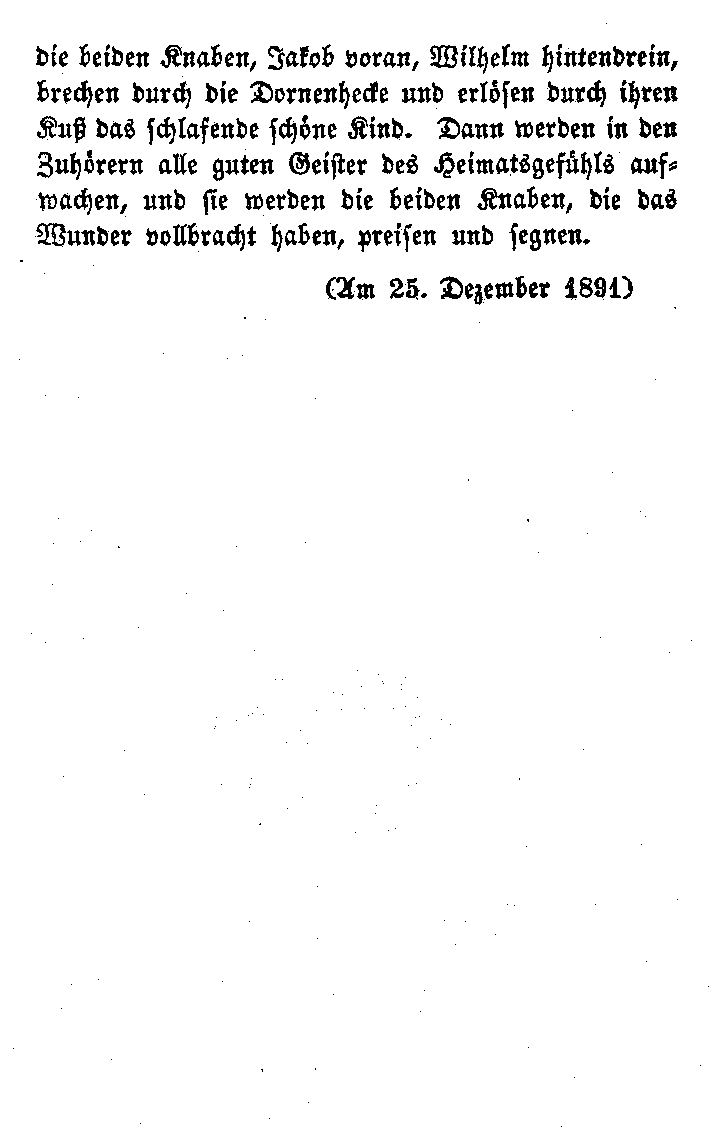 die beiden Knaben, Jakob voran, Wilhelm hintendrein,
brechen durch die Dornenhecke und erlösen durch ihren
Kuß das schlafende schöne Kind. Dann werden in den
Zuhörern alle guten Geister des Heimatsgefühls auf-
wachen, und sie werden die beiden Knaben, die das
Wunder vollbracht haben, preisen und segnen.
(Am 25. Dezember 1891)